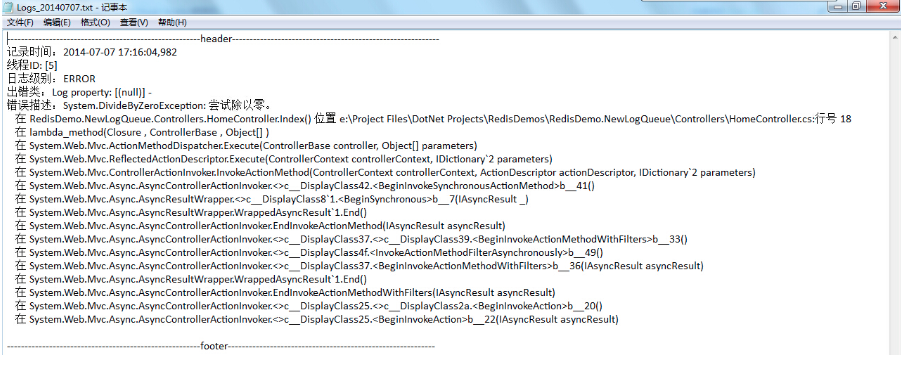 Logs_20140707.txt - 记事本
文件(F) 编辑(E) 格式(O) 查看(V) 帮助(H)
-------------------------------------------------------header-----------------------------------------------------------
记录时间：2014-07-07 17:16:04,982
线程ID: [5]
日志级别：ERROR
出错类：Log property: [(null)] -
错误描述：System.DivideByZeroException: 尝试除以零。
在 RedisDemo.NewLogQueue.Controllers.HomeController.Index() 位置 e:\Project Files\DotNet Projects\RedisDemos\RedisDemo.NewLogQueue\Controllers\HomeController.cs:行号 18
在 lambda_method(Closure , ControllerBase , Object[] )
在 System.Web.Mvc.ActionMethodDispatcher.Execute(ControllerBase controller, Object[] parameters)
在 System.Web.Mvc.ReflectedActionDescriptor.Execute(ControllerContext controllerContext, IDictionary`2 parameters)
在 System.Web.Mvc.ControllerActionInvoker.InvokeActionMethod(ControllerContext controllerContext, ActionDescriptor actionDescriptor, IDictionary`2 parameters)
在 System.Web.Mvc.Async.AsyncControllerActionInvoker.<>c__DisplayClass42.<BeginInvokeSynchronousActionMethod>b__41()
在 System.Web.Mvc.Async.AsyncResultWrapper.<>c__DisplayClass8`1.<BeginSynchronous>b__7(IAsyncResult _)
在 System.Web.Mvc.Async.AsyncResultWrapper.WrappedAsyncResult`1.End()
在 System.Web.Mvc.Async.AsyncControllerActionInvoker.EndInvokeActionMethod(IAsyncResult asyncResult)
在 System.Web.Mvc.Async.AsyncControllerActionInvoker.<>c__DisplayClass37.<>c__DisplayClass39.<BeginInvokeActionMethodWithFilters>b__33()
在 System.Web.Mvc.Async.AsyncControllerActionInvoker.<>c__DisplayClass4f.<InvokeActionMethodFilterAsynchronously>b__49()
在 System.Web.Mvc.Async.AsyncControllerActionInvoker.<>c__DisplayClass37.<BeginInvokeActionMethodWithFilters>b__36(IAsyncResult asyncResult)
在 System.Web.Mvc.Async.AsyncResultWrapper.WrappedAsyncResult`1.End()
在 System.Web.Mvc.Async.AsyncControllerActionInvoker.EndInvokeActionMethodWithFilters(IAsyncResult asyncResult)
在 System.Web.Mvc.Async.AsyncControllerActionInvoker.<>c__DisplayClass25.<>c__DisplayClass2a.<BeginInvokeAction>b__20()
在 System.Web.Mvc.Async.AsyncControllerActionInvoker.<>c__DisplayClass25.<BeginInvokeAction>b__22(IAsyncResult asyncResult)
-------------------------------------------------------footer-----------------------------------------------------------